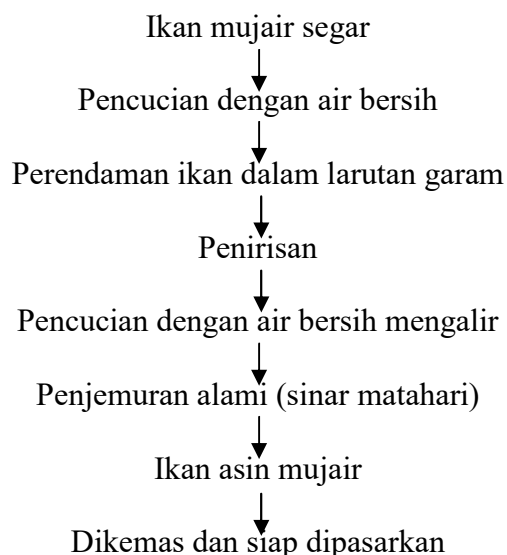 Ikan mujair segar
Pencucian dengan air bersih
Perendaman ikan dalam larutan garam
Penirisan
Pencucian dengan air bersih mengalir
Penjemuran alami (sinar matahari)
Ikan asin mujair
Dikemas dan siap dipasarkan